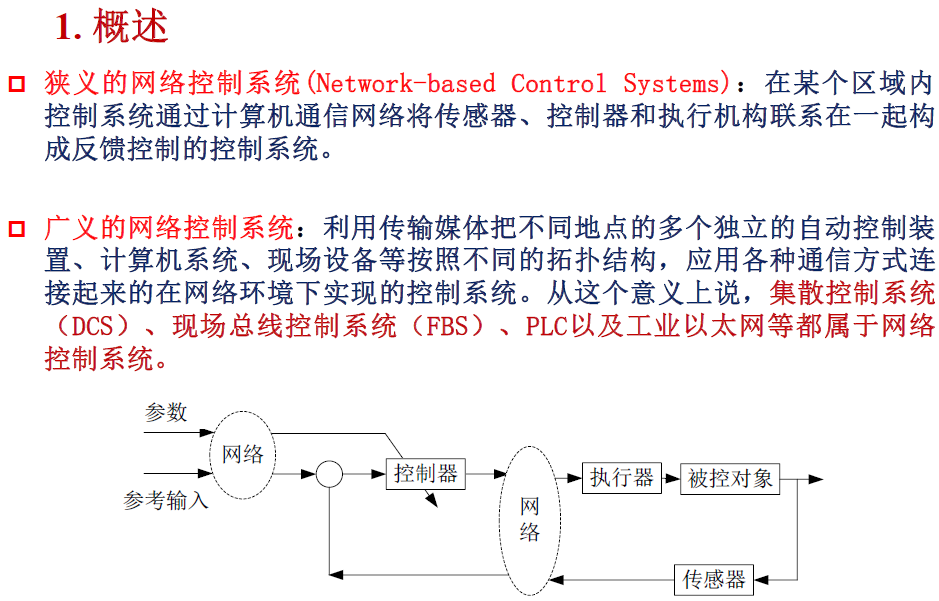 1. 概述
狭义的网络控制系统(Network-based Control Systems)：在某个区域内
控制系统通过计算机通信网络将传感器、控制器和执行机构联系在一起构
成反馈控制的控制系统。
广义的网络控制系统：利用传输媒体把不同地点的多个独立的自动控制装
置、计算机系统、现场设备等按照不同的拓扑结构，应用各种通信方式连
接起来的在网络环境下实现的控制系统。从这个意义上说，集散控制系统
（DCS）、现场总线控制系统（FBS）、PLC以及工业以太网等都属于网络
控制系统。
参数
网络
参考输入
控制器
网
络
执行器
被控对象
传感器